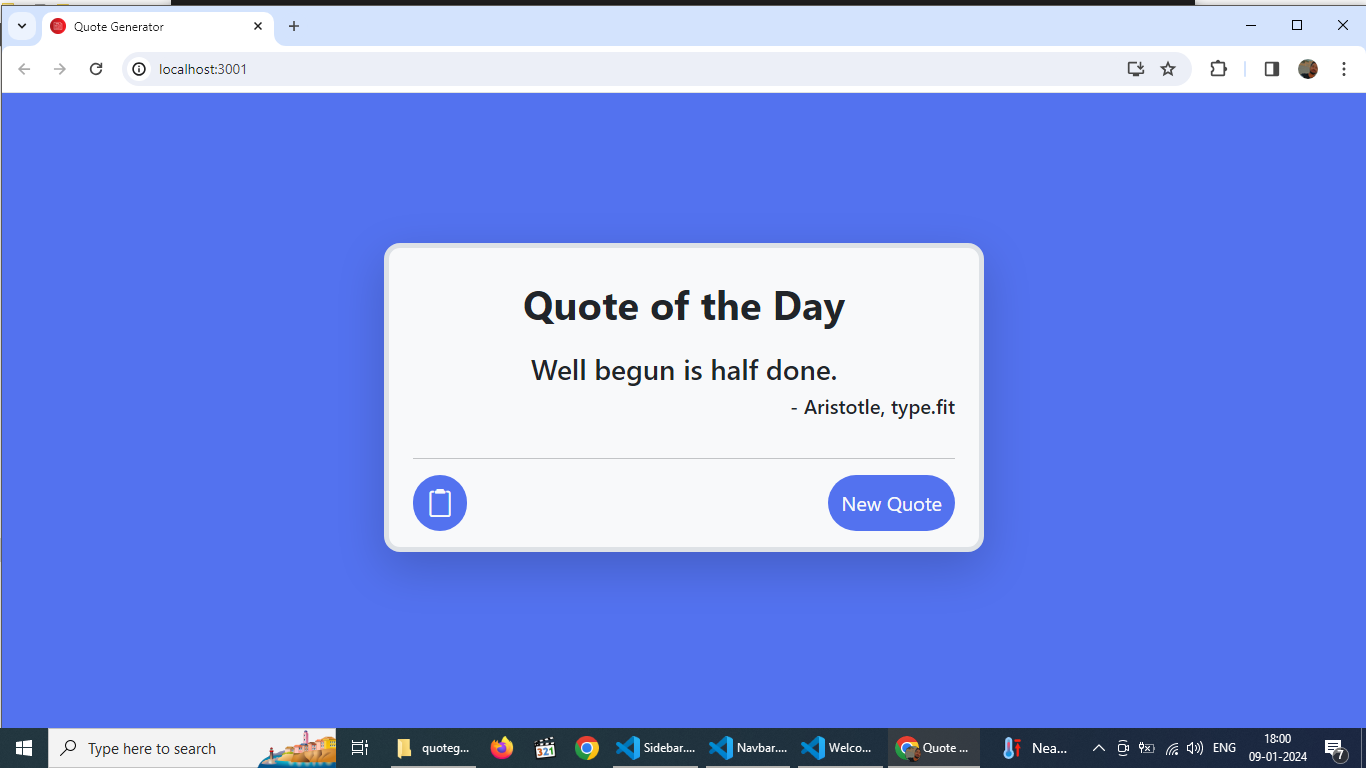 Quote Generator
localhost:3001
Quote of the Day
Well begun is half done.
- Aristotle, type.fit
New Quote
Type here to search
quoteg...
321
Sidebar....
Navbar....
Welco...
Quote ...
Nea...
ENG
18:00
09-01-2024
7